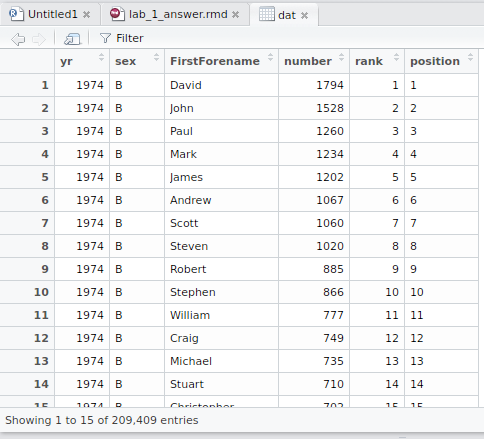 Untitled1 lab_1_answer.rmd dat
Filter
yr sex FirstForename number rank position
1 1974 B David 1794 1 1
2 1974 B John 1528 2 2
3 1974 B Paul 1260 3 3
4 1974 B Mark 1234 4 4
5 1974 B James 1202 5 5
6 1974 B Andrew 1067 6 6
7 1974 B Scott 1060 7 7
8 1974 B Steven 1020 8 8
9 1974 B Robert 885 9 9
10 1974 B Stephen 866 10 10
11 1974 B William 777 11 11
12 1974 B Craig 749 12 12
13 1974 B Michael 735 13 13
14 1974 B Stuart 710 14 14
15 1974 B Christopher 702 15 15
Showing 1 to 15 of 209,409 entries